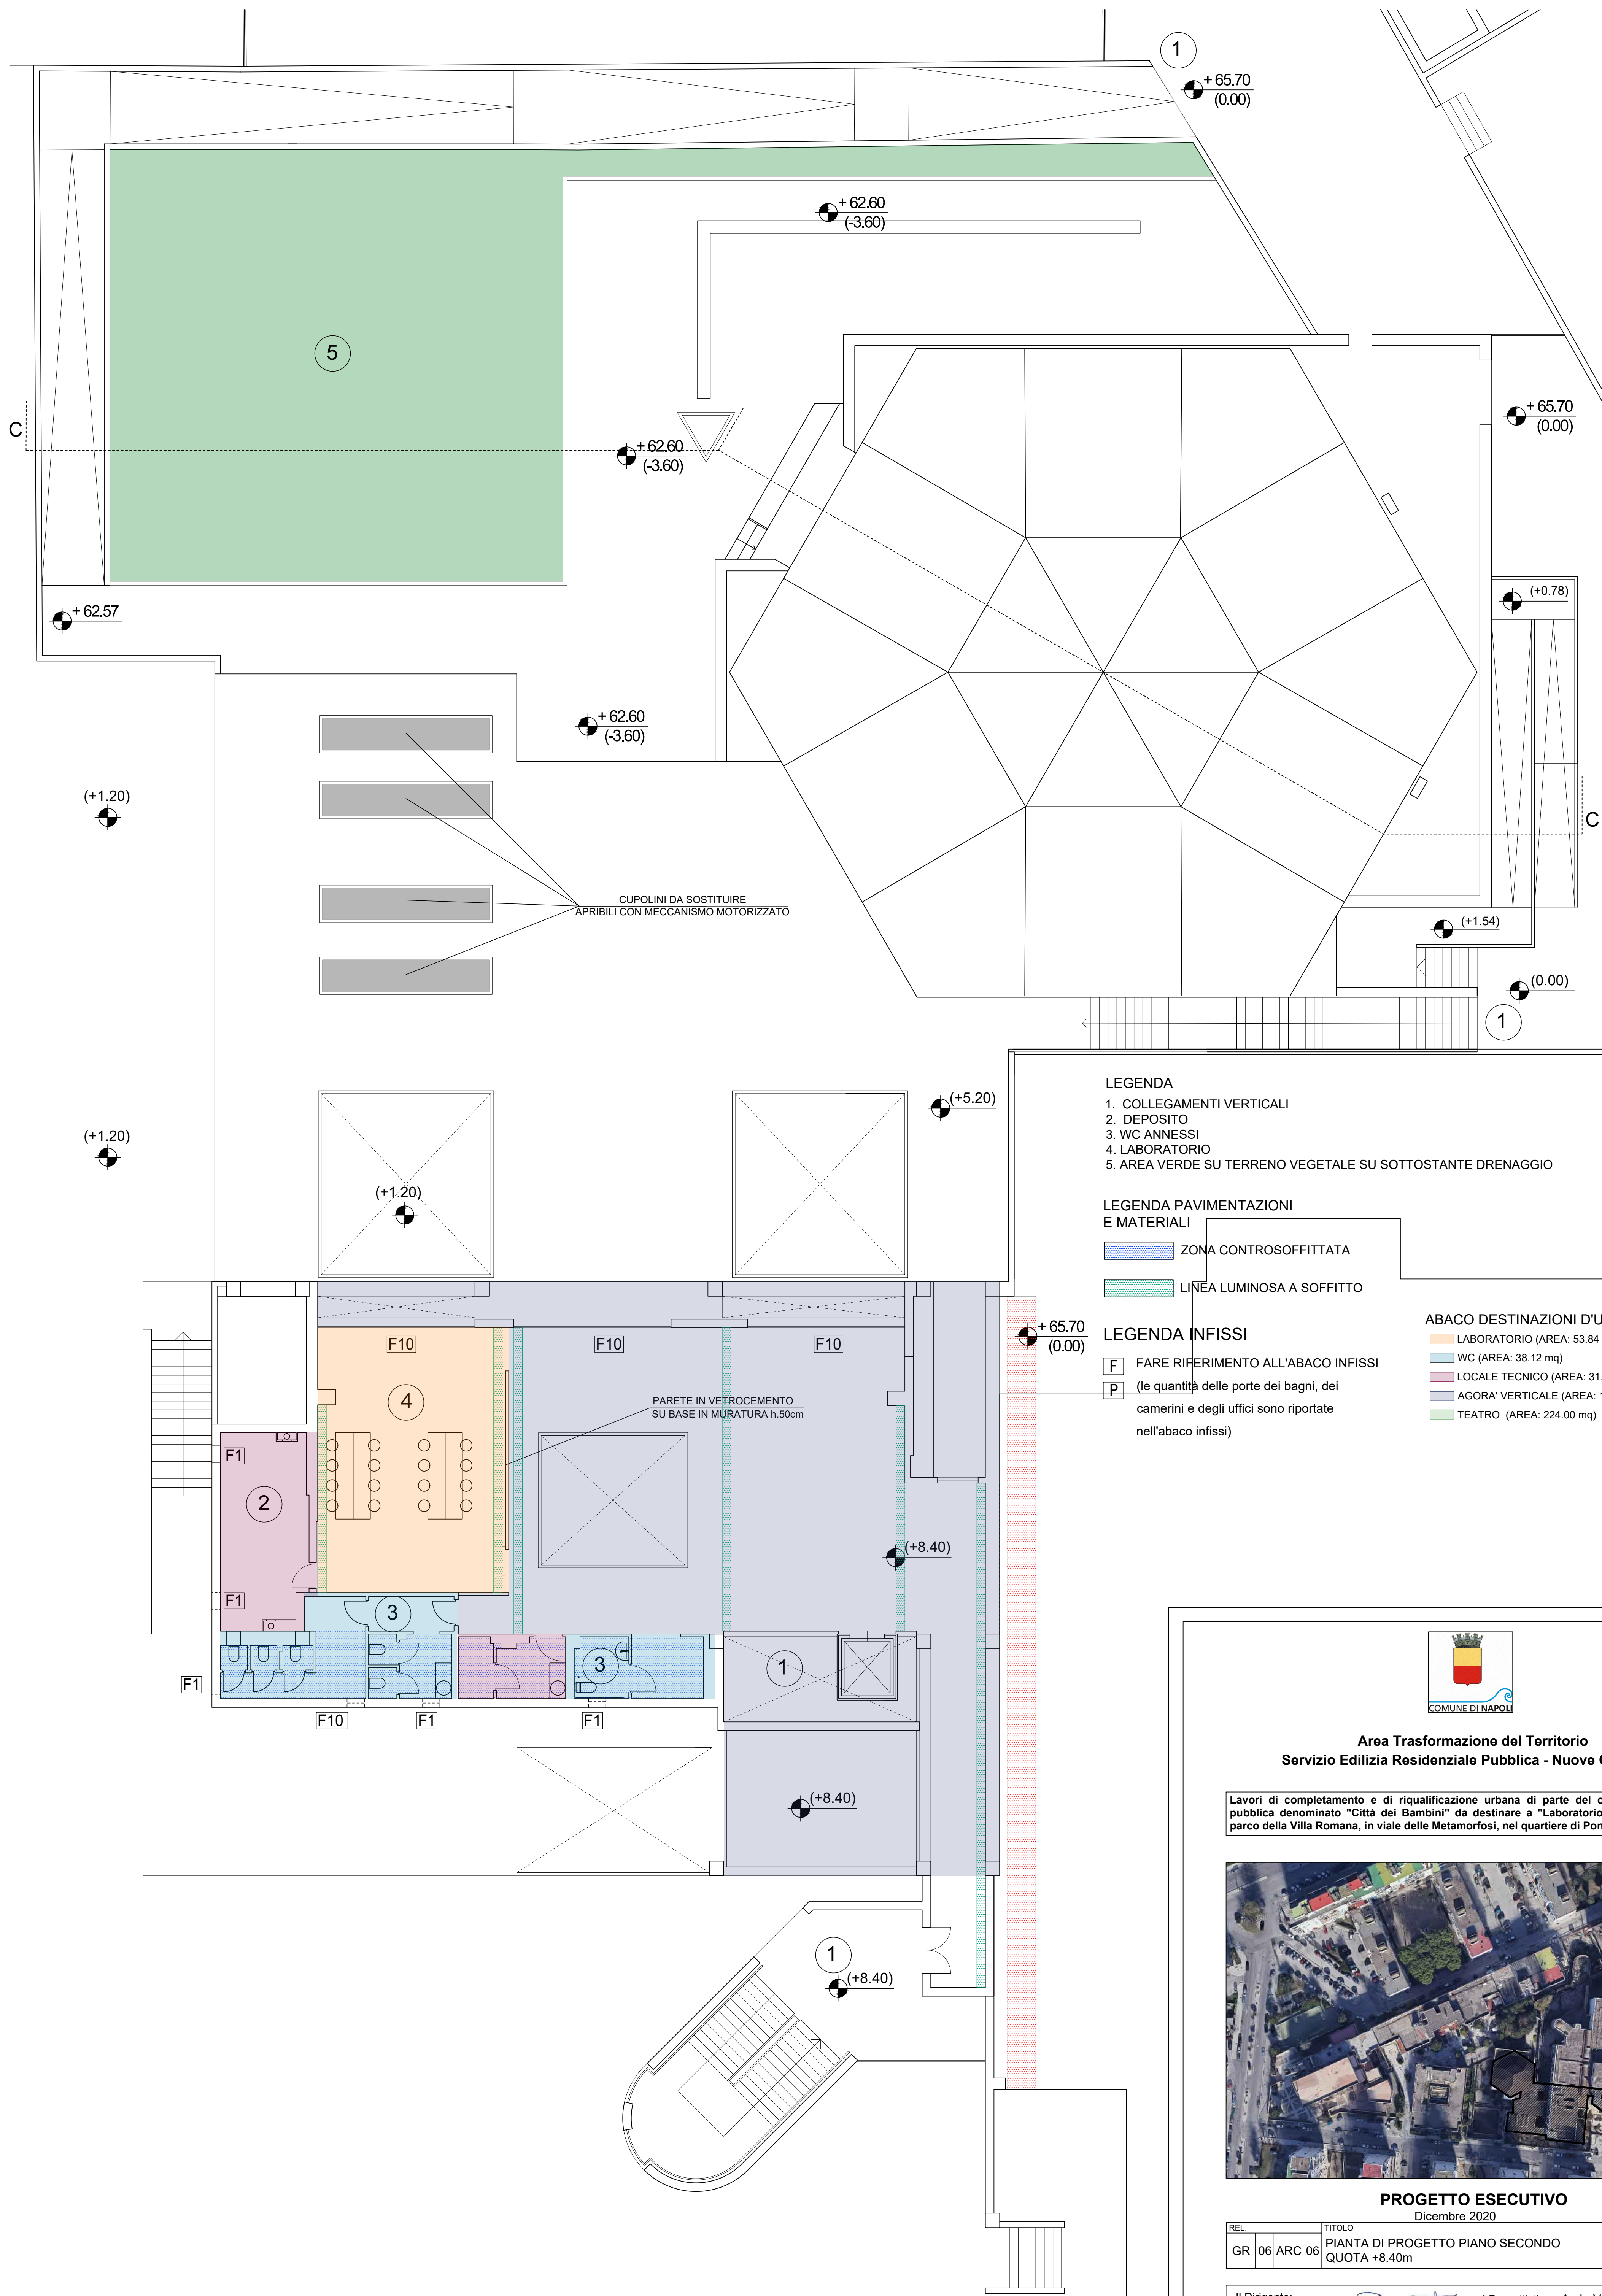 1
+ 65.70
(0.00)
+ 62.60
(-3.60)
5
C
+ 62.60
(-3.60)
+ 65.70
(0.00)
+ 62.57
(+0.78)
+ 62.60
(-3.60)
(+1.20)
C
CUPOLINI DA SOSTITUIRE
APRIBILI CON MECCANISMO MOTORIZZATO
(+1.54)
(0.00)
1
(+5.20)
(+1.20)
(+1.20)
LEGENDA
1. COLLEGAMENTI VERTICALI
2. DEPOSITO
3. WC ANNESSI
4. LABORATORIO
5. AREA VERDE SU TERRENO VEGETALE SU SOTTOSTANTE DRENAGGIO
LEGENDA PAVIMENTAZIONI
E MATERIALI
ZONA CONTROSOFFITTATA
LINEA LUMINOSA A SOFFITTO
+ 65.70
(0.00)
LEGENDA INFISSI
F FARE RIFERIMENTO ALL'ABACO INFISSI
P (le quantità delle porte dei bagni, dei
camerini e degli uffici sono riportate
nell'abaco infissi)
ABACO DESTINAZIONI D'U
LABORATORIO (AREA: 53.84
WC (AREA: 38.12 mq)
LOCALE TECNICO (AREA: 31.
AGORA' VERTICALE (AREA: 1
TEATRO (AREA: 224.00 mq)
F10
F10
F10
4
PARETE IN VETROCEMENTO
SU BASE IN MURATURA h.50cm
F1
2
(+8.40)
F1
3
3
1
F1
F10
F1
F1
(+8.40)
1
(+8.40)
COMUNE DI NAPOLI
Area Trasformazione del Territorio
Servizio Edilizia Residenziale Pubblica - Nuove
Lavori di completamento e di riqualificazione urbana di parte del
pubblica denominato "Città dei Bambini" da destinare a "Laboratorio
parco della Villa Romana, in viale delle Metamorfosi, nel quartiere di Pon
PROGETTO ESECUTIVO
Dicembre 2020
REL. TITOLO
GR 06 ARC 06 PIANTA DI PROGETTO PIANO SECONDO
QUOTA +8.40m
Il Dirigente: